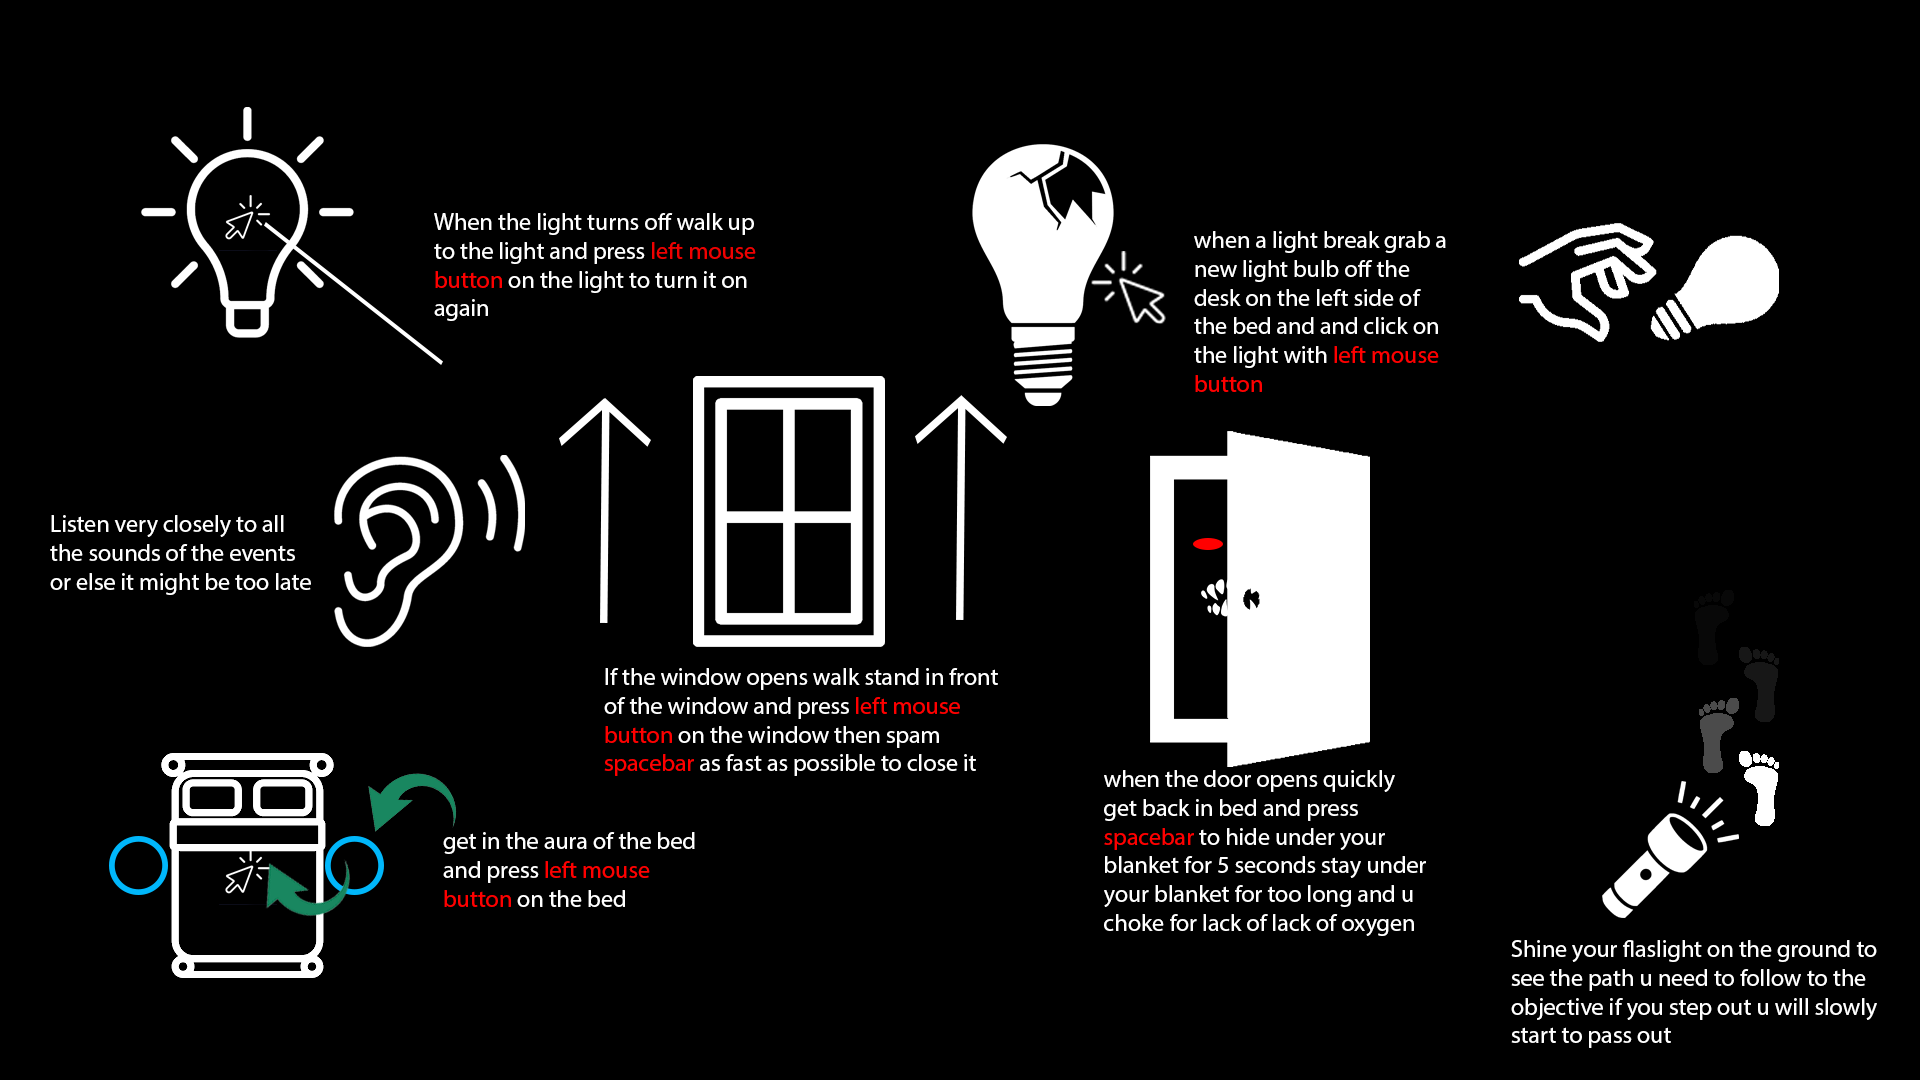 When the light turns off walk up
to the light and press left mouse
button on the light to turn it on
again
when a light break grab a
new light bulb off the
desk on the left side of
the bed and and click on
the light with left mouse
button
Listen very closely to all
the sounds of the events
or else it might be too late
If the window opens walk stand in front
of the window and press left mouse
button on the window then spam
spacebar as fast as possible to close it
when the door opens quickly
get back in bed and press
spacebar to hide under your
blanket for 5 seconds stay under
your blanket for too long and u
choke for lack of lack of oxygen
get in the aura of the bed
and press left mouse
button on the bed
Shine your flaslight on the ground to
see the path u need to follow to the
objective if you step out u will slowly
start to pass out